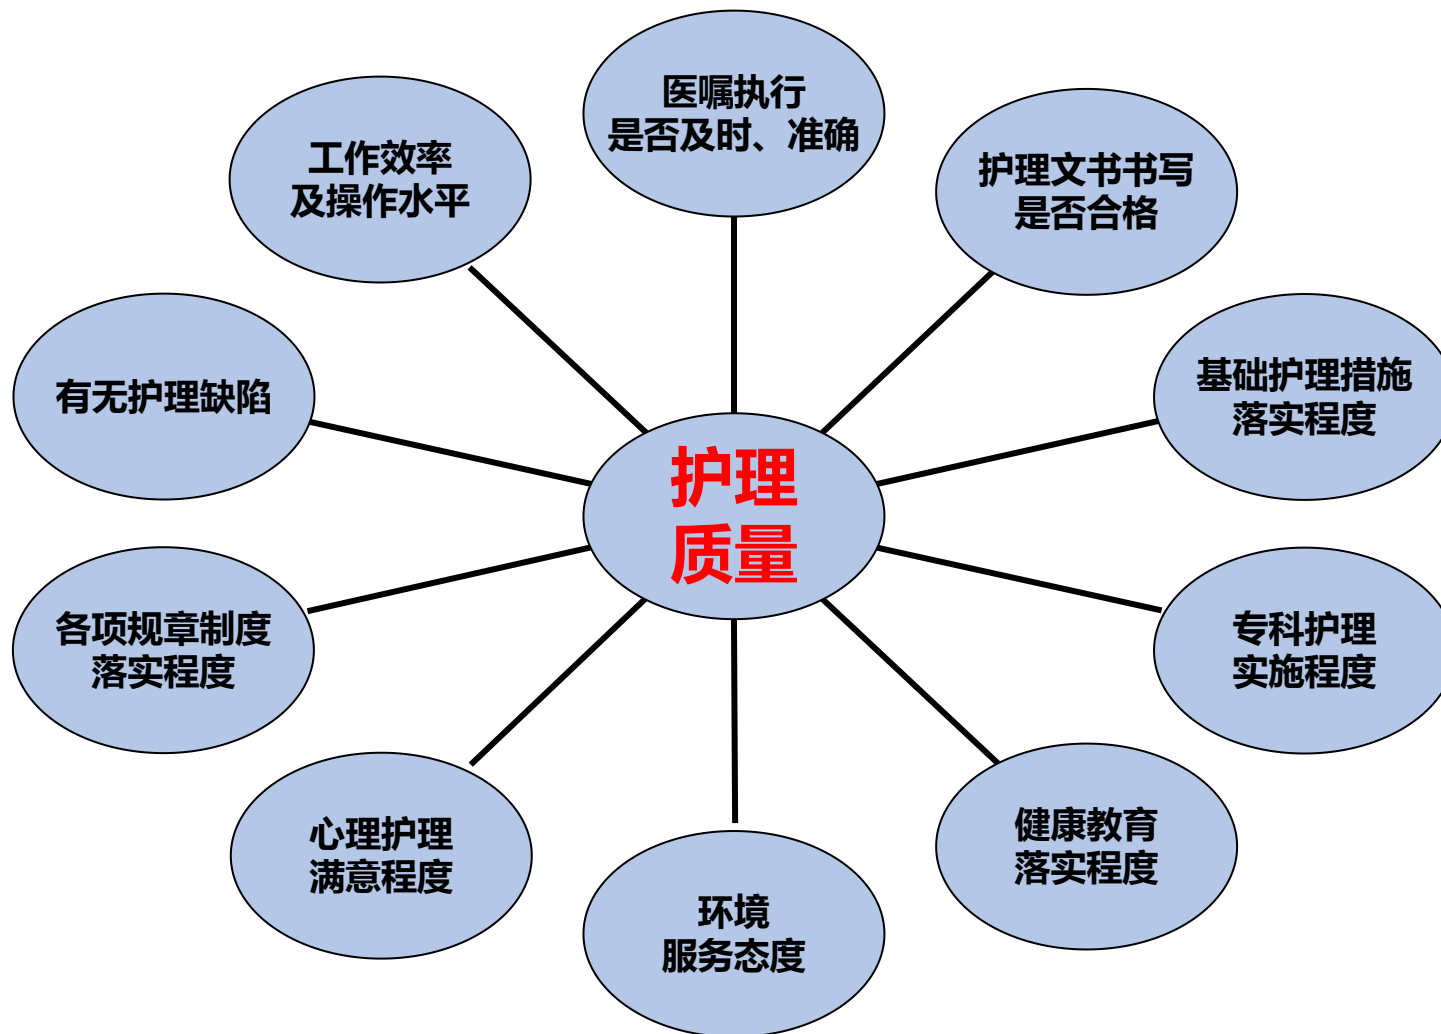 医嘱执行
是否及时、准确
工作效率
及操作水平
护理文书书写
是否合格
有无护理缺陷
基础护理措施
落实程度
护理
质量
各项规章制度
落实程度
专科护理
实施程度
心理护理
满意程度
健康教育
落实程度
环境
服务态度